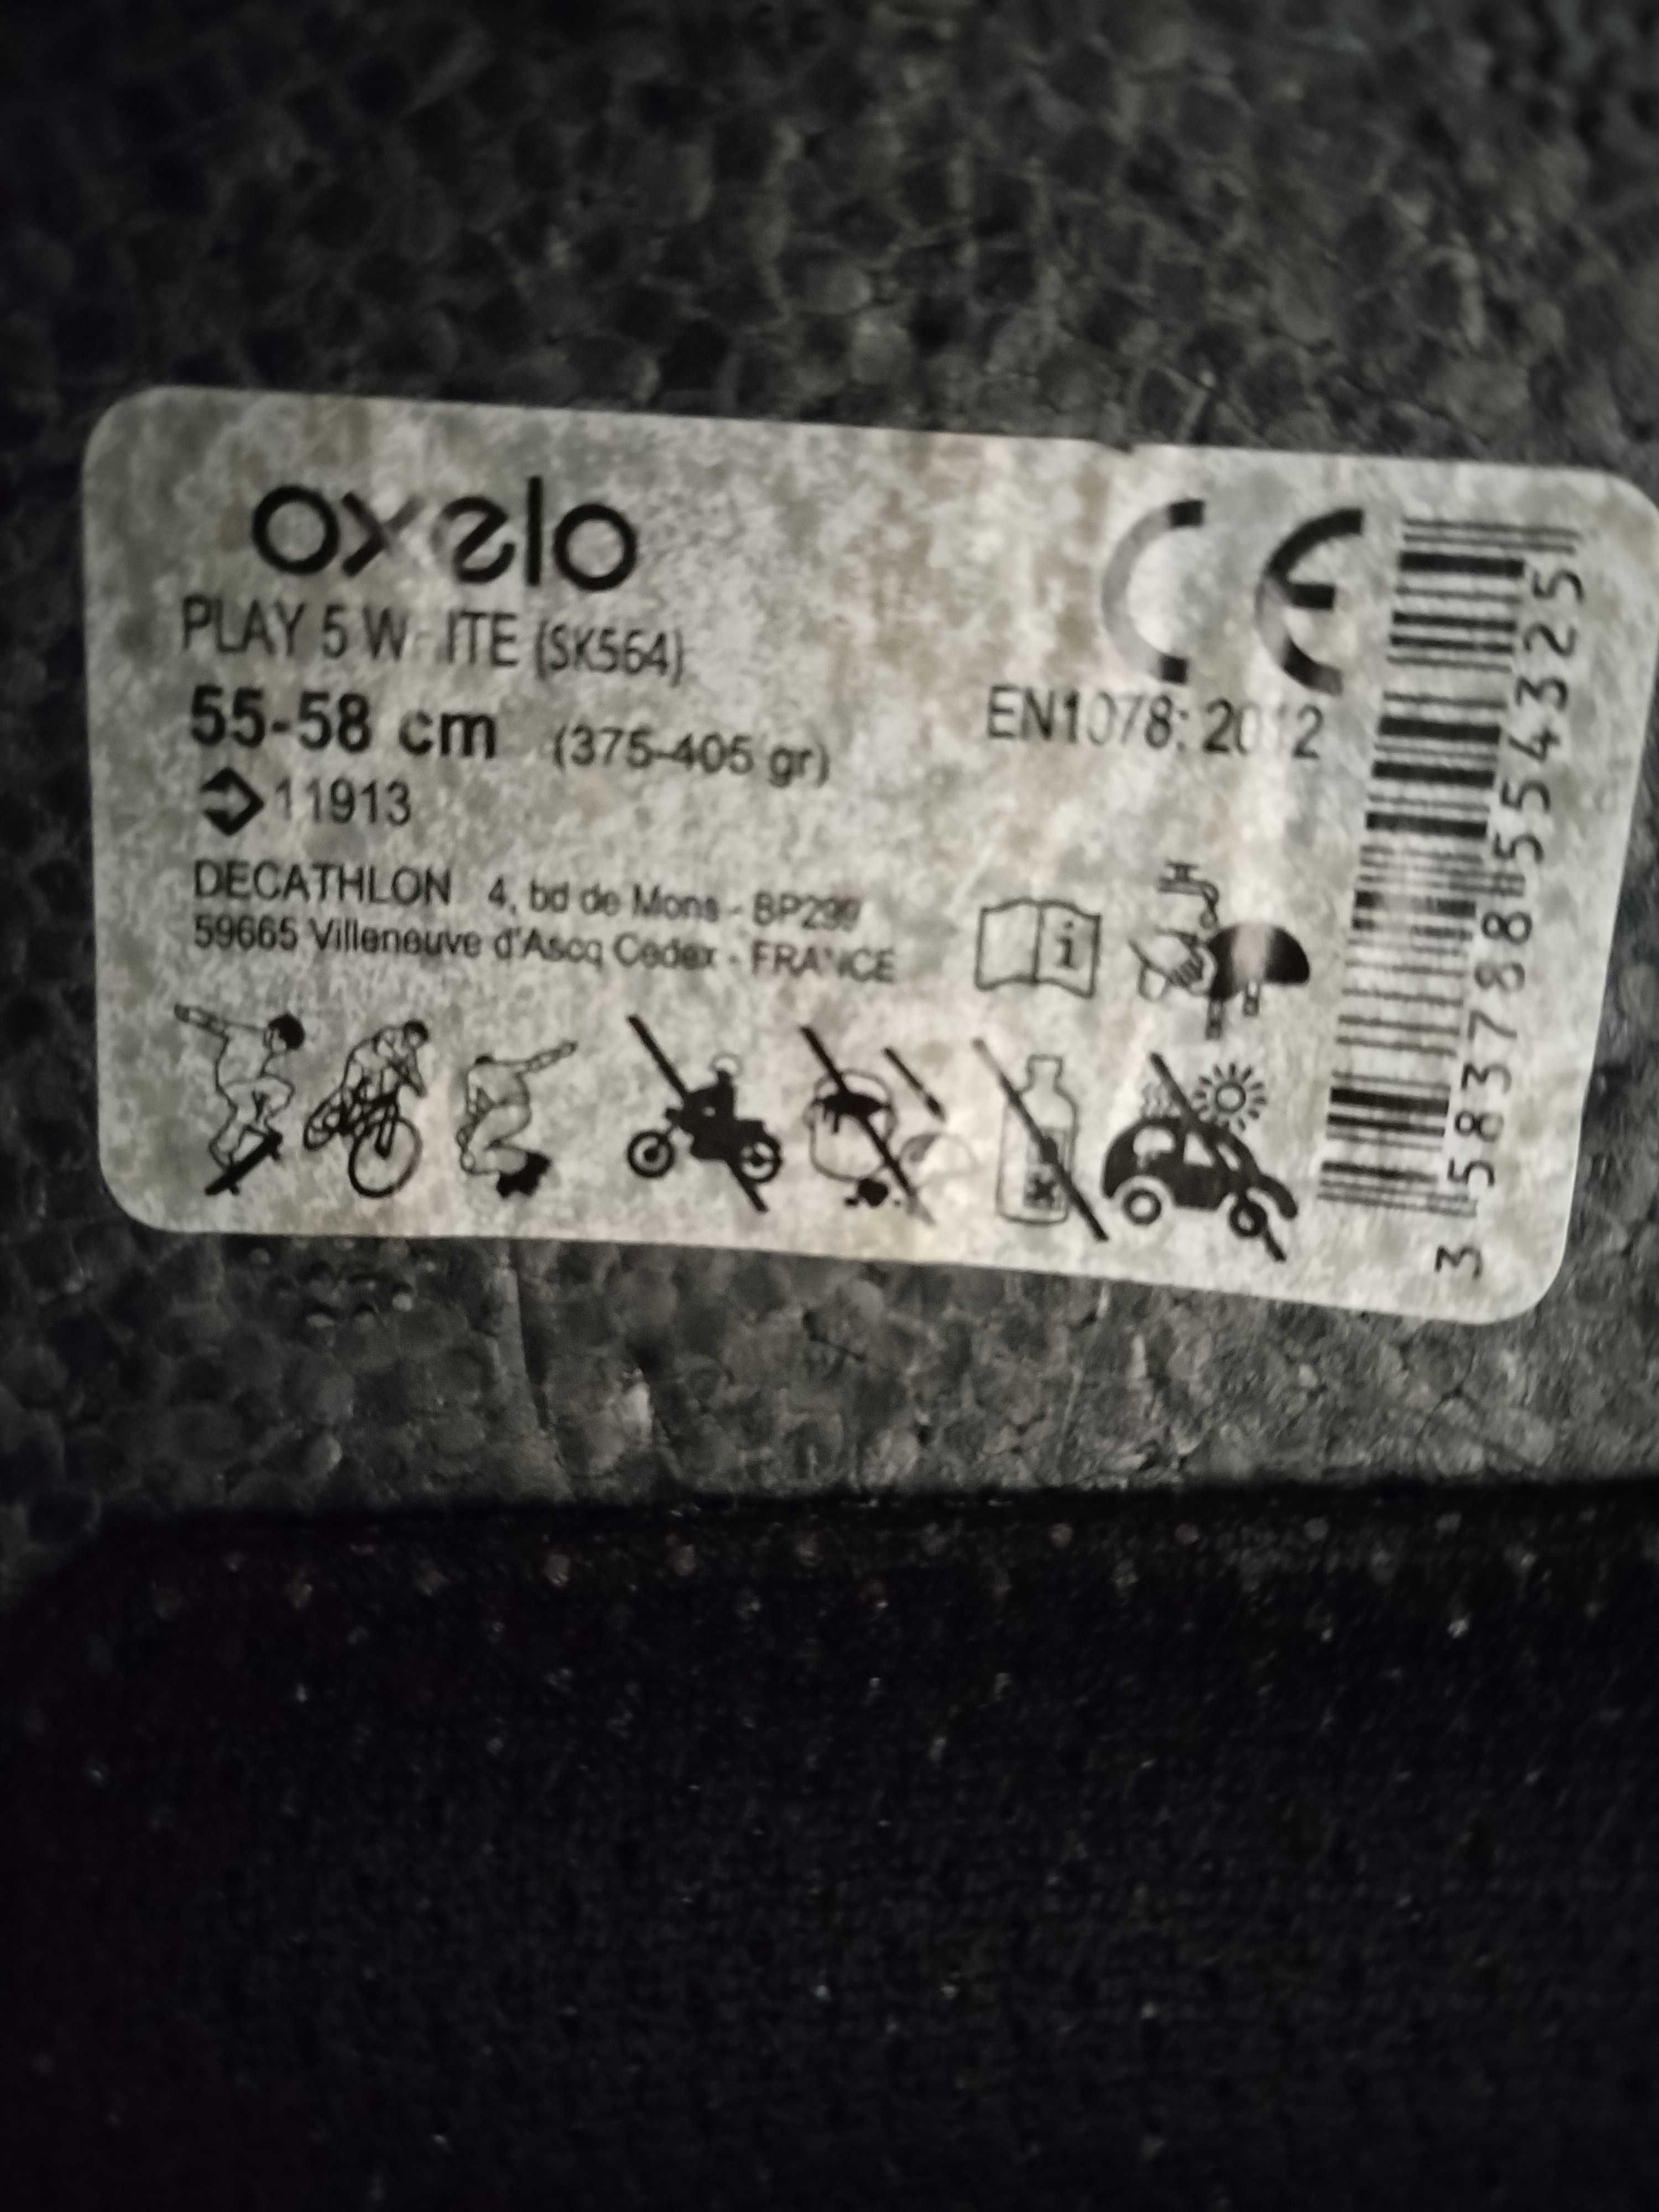 oxelo
CE
PLAY 5 WHITE (SK564)
55-58 cm (375-405 gr)
EN1078: 2012
11913
DECATHLON 4, bd de Mons - BP299
59665 Villeneuve d'Ascq Cedex - FRANCE
i
3 583788 554325